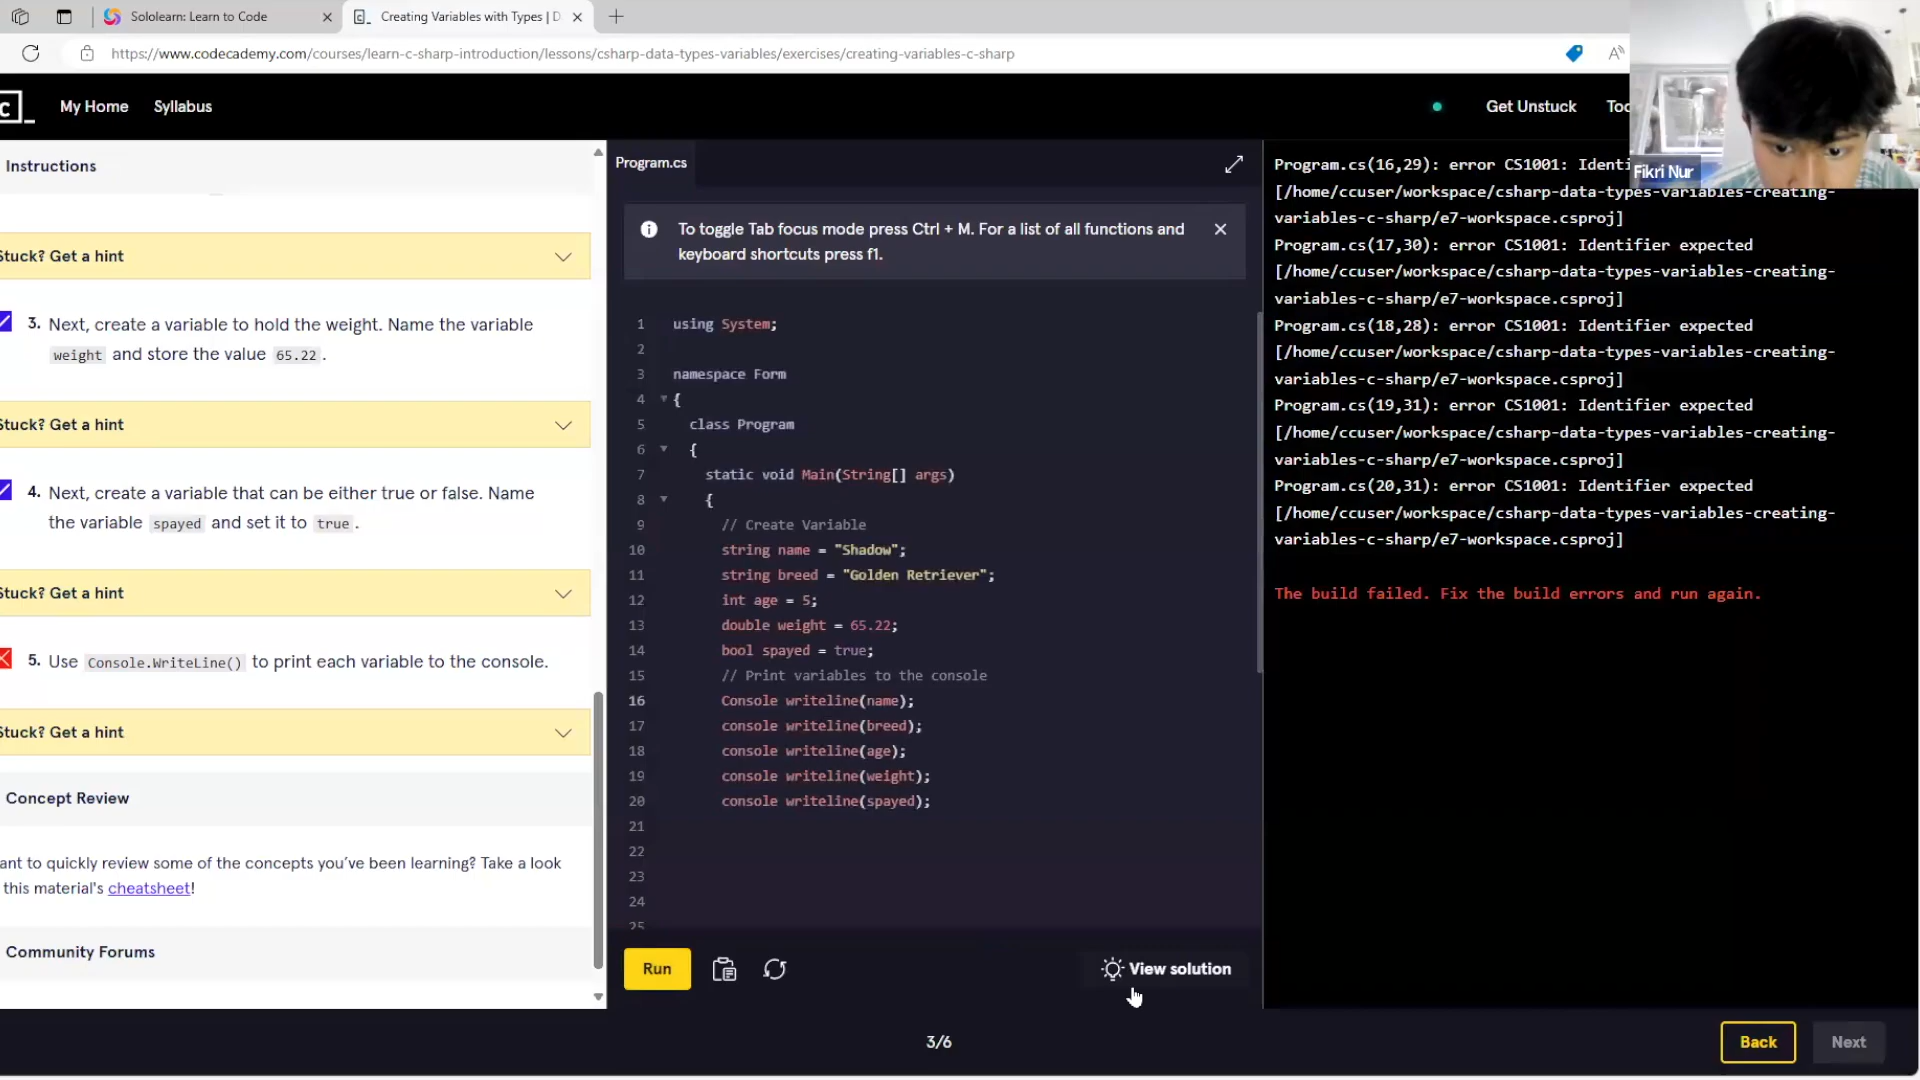 Sololearn: Learn to Code
Creating Variables with Types | D
https://www.codecademy.com/courses/learn-c-sharp-introduction/lessons/csharp-data-types-variables/exercises/creating-variables-c-sharp
My Home
Syllabus
Get Unstuck
Instructions
Stuck? Get a hint
3. Next, create a variable to hold the weight. Name the variable
weight and store the value 65.22.
Stuck? Get a hint
4. Next, create a variable that can be either true or false. Name
the variable spayed and set it to true.
Stuck? Get a hint
5. Use Console.WriteLine() to print each variable to the console.
Stuck? Get a hint
Concept Review
ant to quickly review some of the concepts you've been learning? Take a look
this material's cheatsheet!
Community Forums
Program.cs
To toggle Tab focus mode press Ctrl + M. For a list of all functions and
keyboard shortcuts press f1.
1 using System;
2
3 namespace Form
4 {
5 class Program
6 {
7 static void Main(String[] args)
8 {
9 // Create Variable
10 string name = "Shadow";
11 string breed = "Golden Retriever";
12 int age = 5;
13 double weight = 65.22;
14 bool spayed = true;
15 // Print variables to the console
16 Console writeline(name);
17 console writeline(breed);
18 console writeline(age);
19 console writeline(weight);
20 console writeline(spayed);
21
22
23
24
25
Run
View solution
Program.cs(16,29): error CS1001: Identi
[/home/ccuser/workspace/csharp-data-types-variables-creating-
variables-c-sharp/e7-workspace.csproj]
Program.cs(17,30): error CS1001: Identifier expected
[/home/ccuser/workspace/csharp-data-types-variables-creating-
variables-c-sharp/e7-workspace.csproj]
Program.cs(18,28): error CS1001: Identifier expected
[/home/ccuser/workspace/csharp-data-types-variables-creating-
variables-c-sharp/e7-workspace.csproj]
Program.cs(19,31): error CS1001: Identifier expected
[/home/ccuser/workspace/csharp-data-types-variables-creating-
variables-c-sharp/e7-workspace.csproj]
Program.cs(20,31): error CS1001: Identifier expected
[/home/ccuser/workspace/csharp-data-types-variables-creating-
variables-c-sharp/e7-workspace.csproj]
The build failed. Fix the build errors and run again.
Fikri Nur
3/6
Back
Next